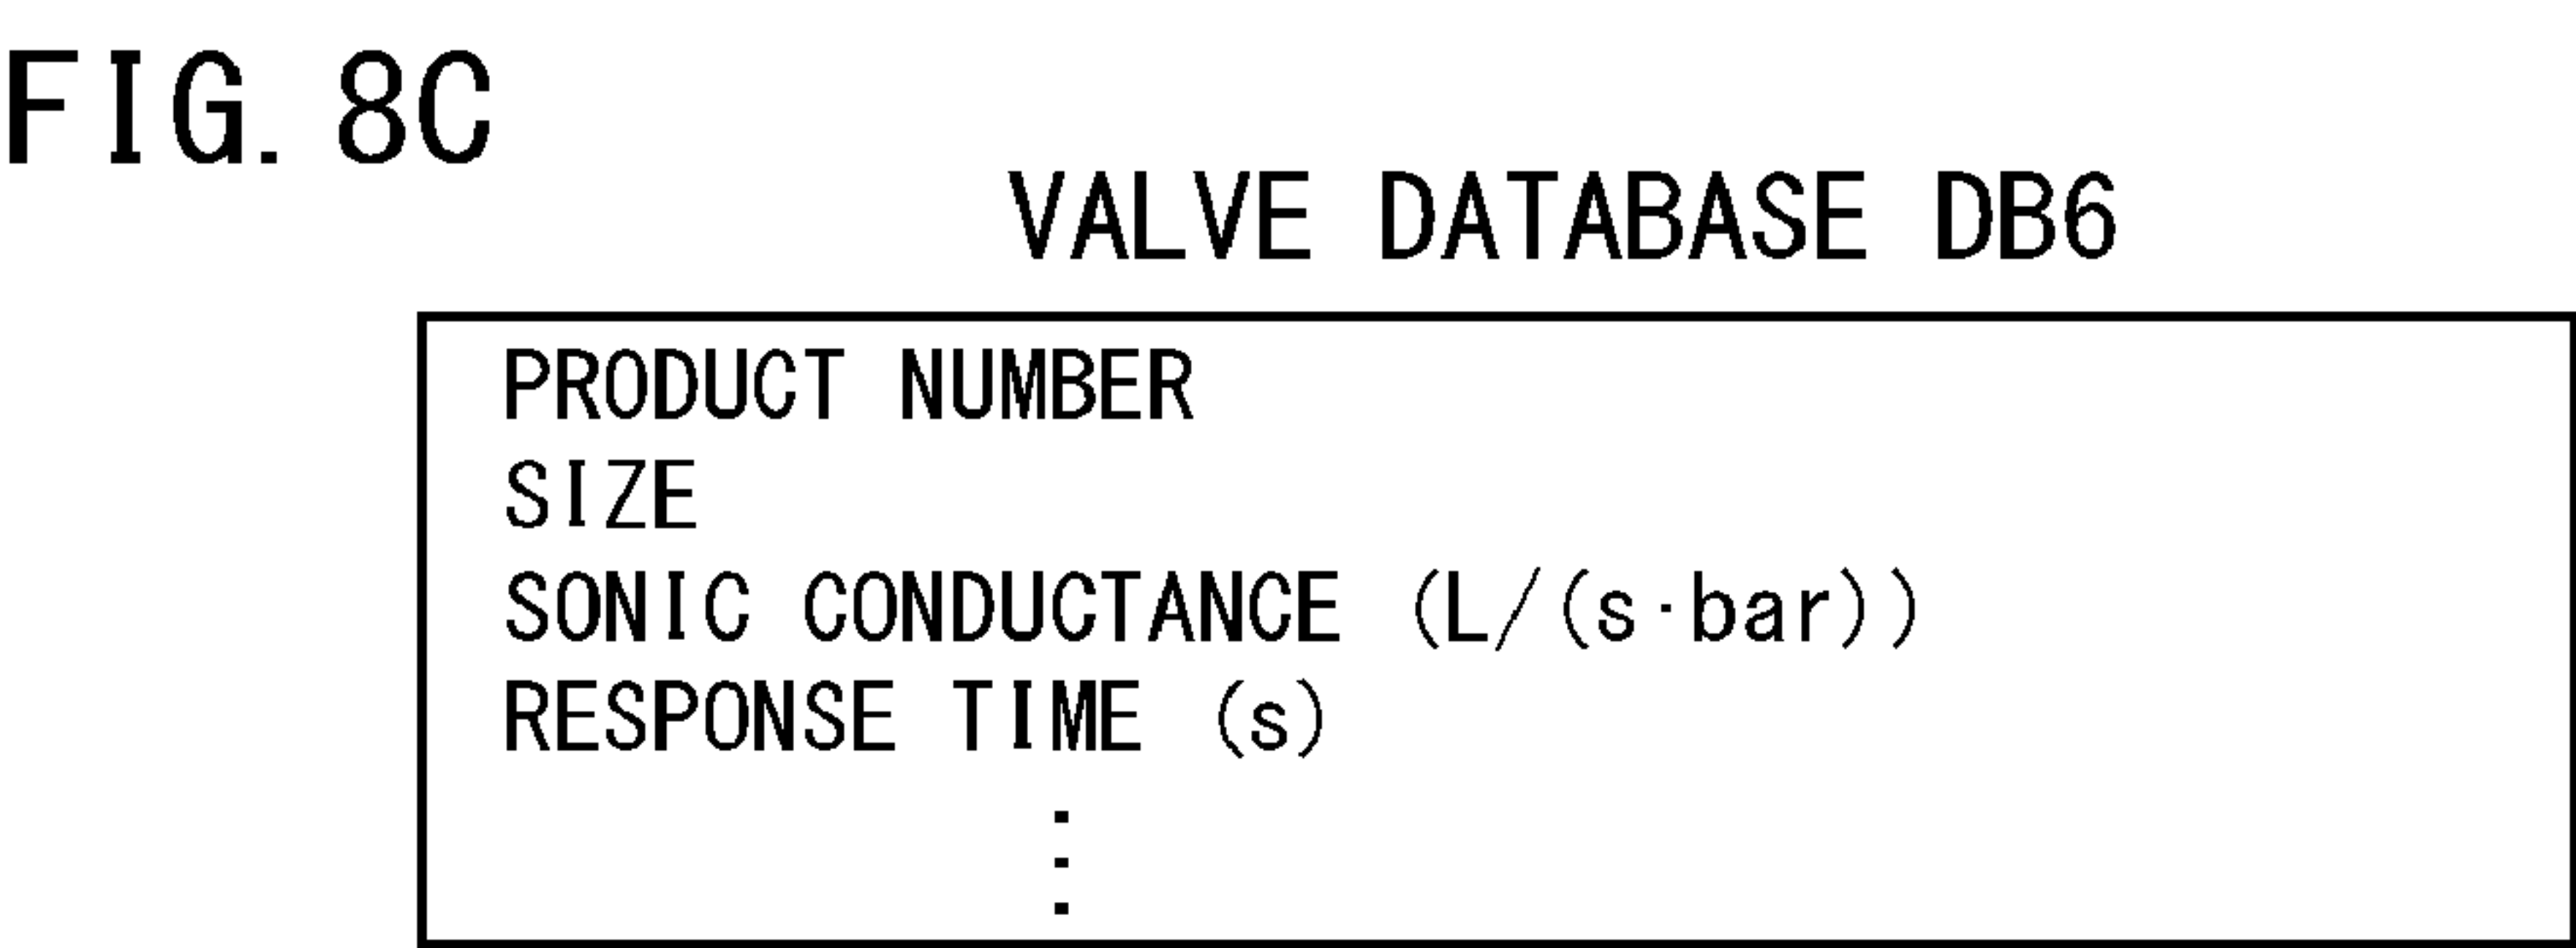 FIG. 8C
VALVE DATABASE DB6
PRODUCT NUMBER
SIZE
SONIC CONDUCTANCE (L/(s·bar))
RESPONSE TIME (s)
⋮